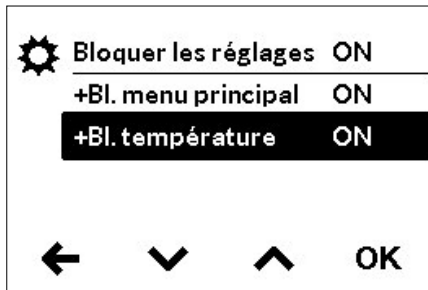 Bloquer les réglages ON
+Bl. menu principal ON
+Bl. température ON
OK